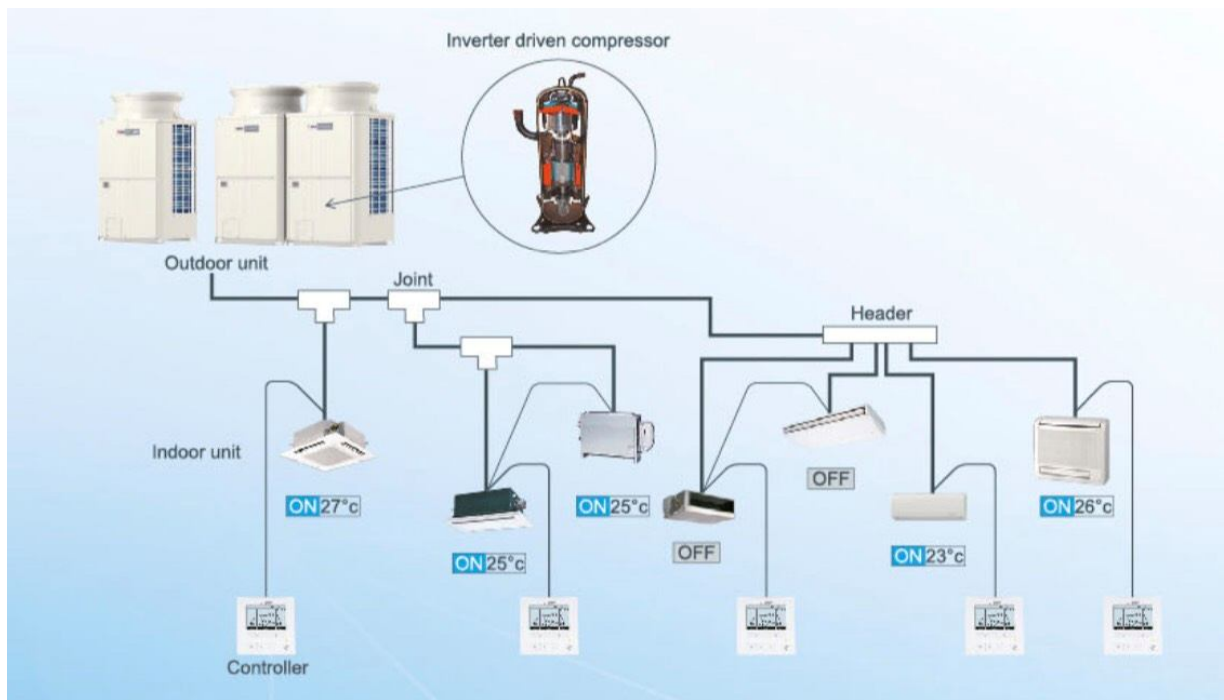 Inverter driven compressor
Outdoor unit
Joint
Header
Indoor unit
ON 27°c
ON 25°c
ON 25°c
OFF
OFF
ON 23°c
ON 26°c
Controller